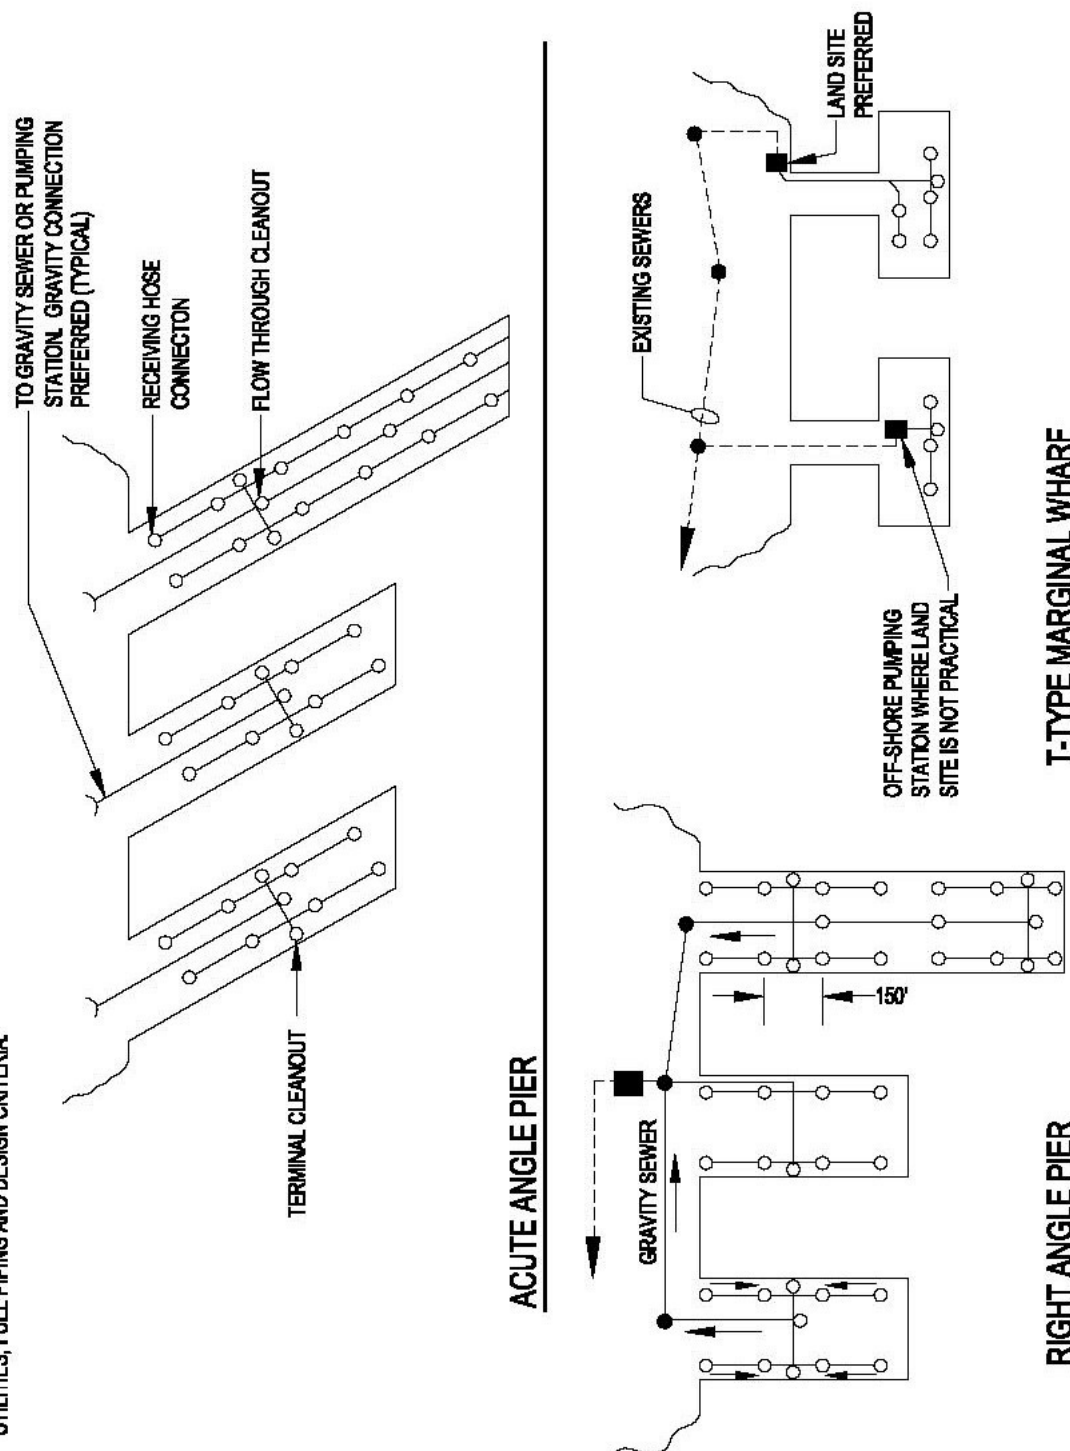 UTILITIES, FUEL PIPING AND DESIGN CRITERIA.
TO GRAVITY SEWER OR PUMPING
STATION. GRAVITY CONNECTION
PREFERRED (TYPICAL)
RECEIVING HOSE
CONNECTON
FLOW THROUGH CLEANOUT
TERMINAL CLEANOUT
ACUTE ANGLE PIER
LAND SITE
PREFERRED
EXISTING SEWERS
OFF-SHORE PUMPING
STATION WHERE LAND
SITE IS NOT PRACTICAL
T-TYPE MARGINAL WHARF
GRAVITY SEWER
150'
RIGHT ANGLE PIER